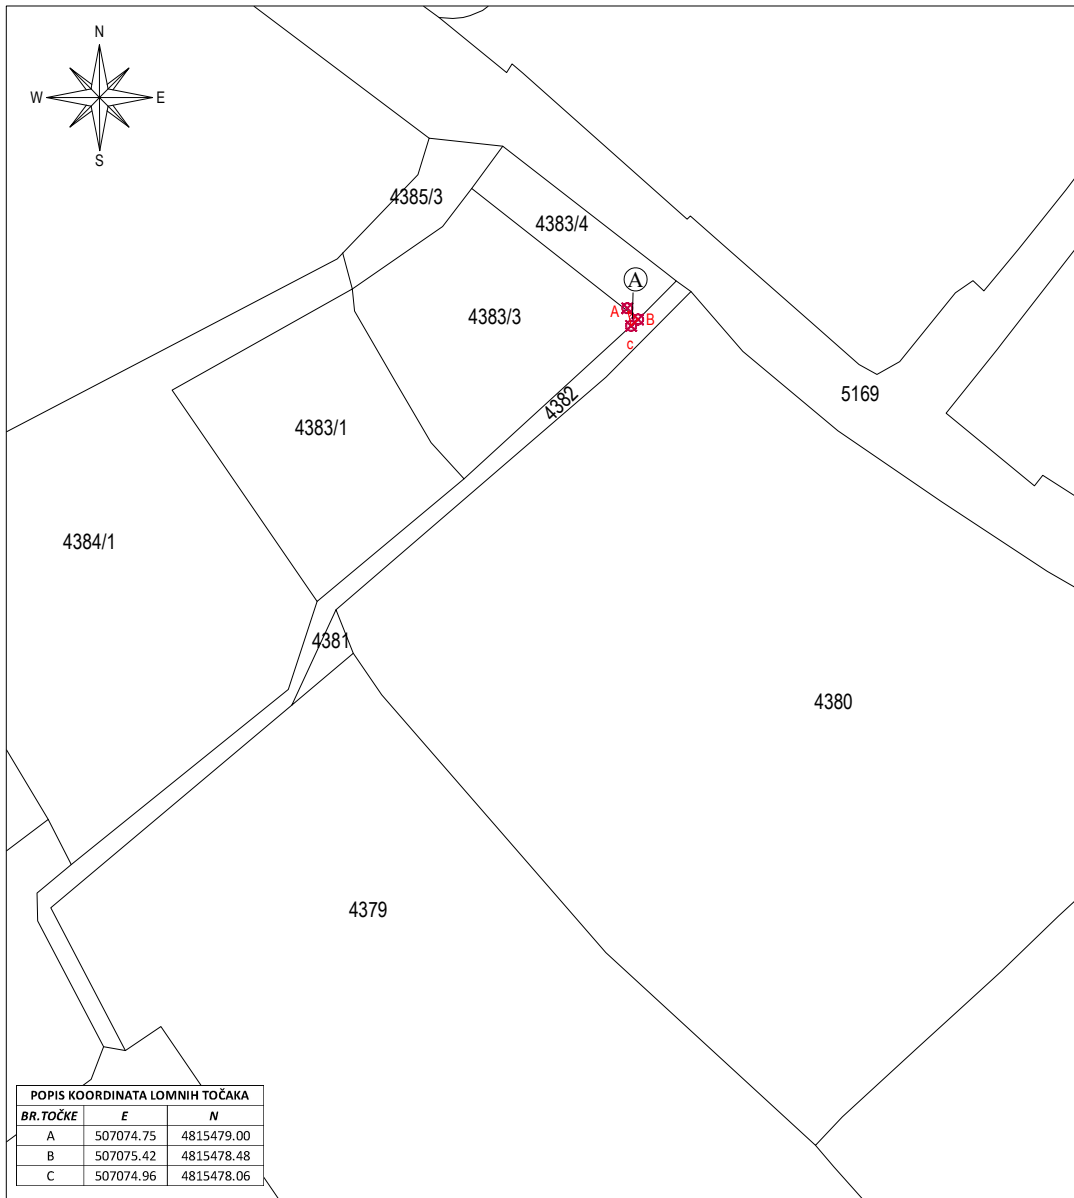 N
W E
S
4385/3
4383/4
A
A
B
c
4383/3
4382
5169
4383/1
4384/1
4381
4380
4379
POPIS KOORDINATA LOMNIH TOČAKA
BR.TOČKE E N
A 507074.75 4815479.00
B 507075.42 4815478.48
C 507074.96 4815478.06